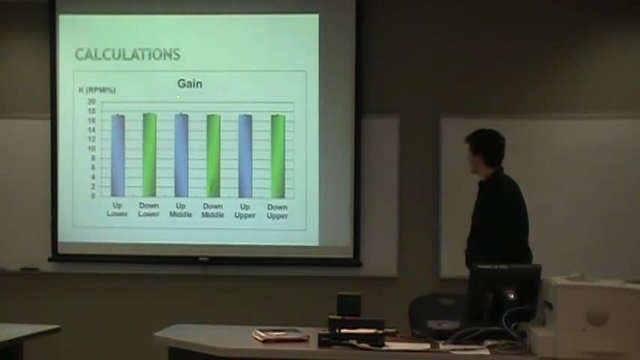 CALCULATIONS
Gain
K (RPM/%)
20
18
16
14
12
10
8
6
4
2
0
Up Lower
Down Lower
Up Middle
Down Middle
Up Upper
Down Upper